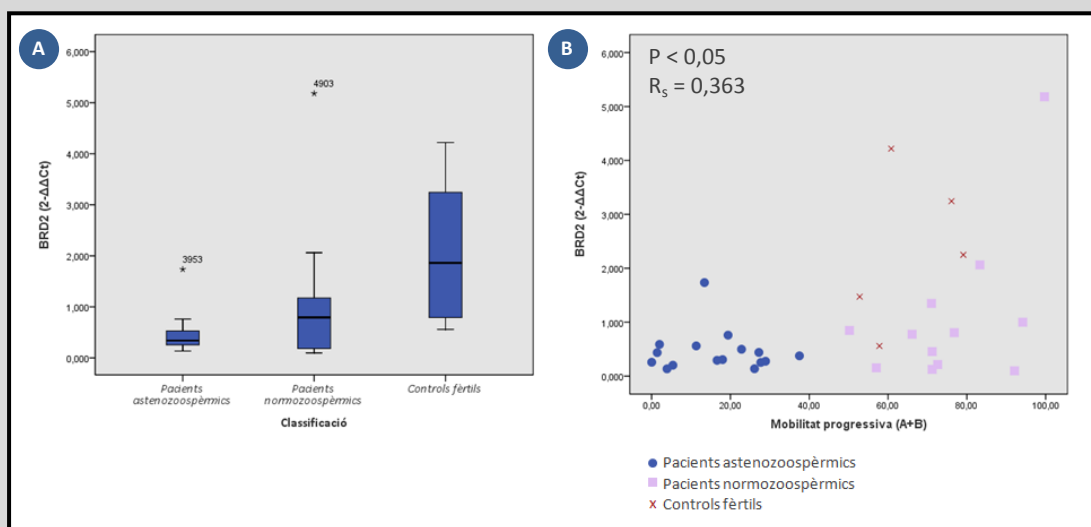 A
6,000
5,000
4,000
3,000
2,000
1,000
0,000
BRD2 (2-ΔΔCt)
4903
3953
Pacients
astenozoospèrmics
Pacients
normozoospèrmics
Controls fèrtils
Classificació
B
P < 0,05
Rs = 0,363
6,000
5,000
4,000
3,000
2,000
1,000
0,000
BRD2 (2-ΔΔCt)
0,00 20,00 40,00 60,00 80,00 100,00
Mobilitat progressiva (A+B)
Pacients astenozoospèrmics
Pacients normozoospèrmics
Controls fèrtils